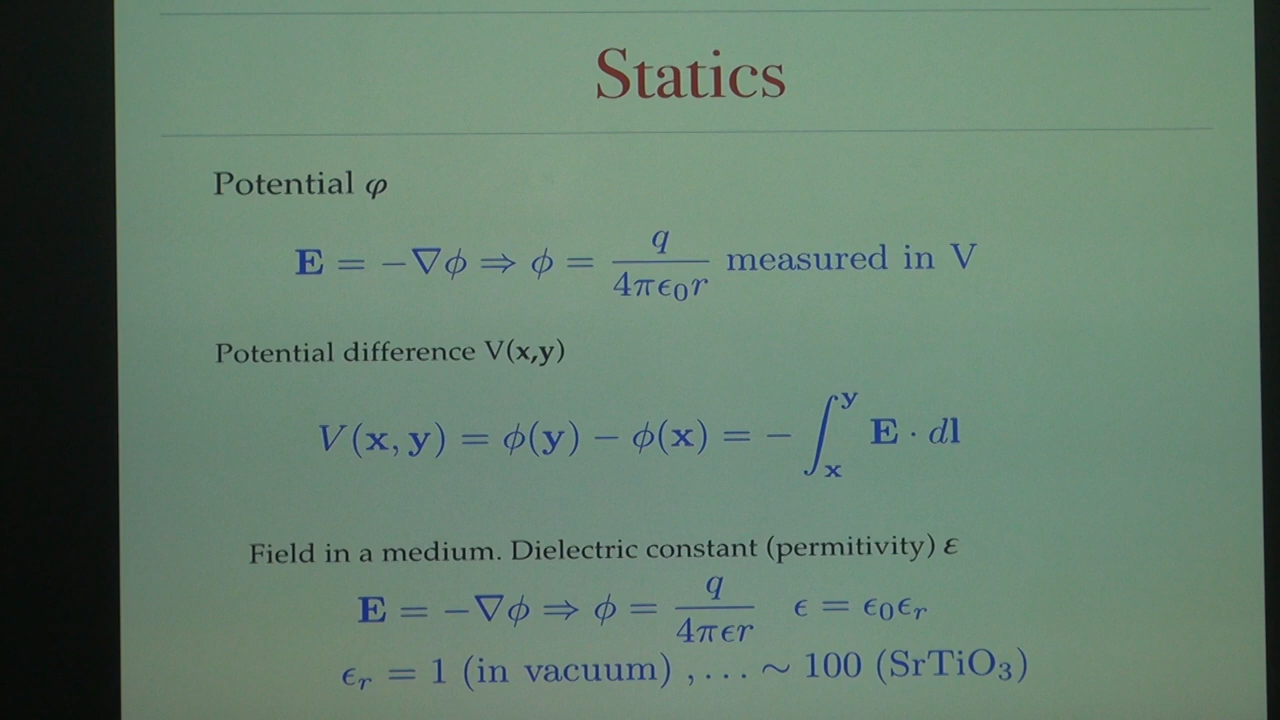 Statics
Potential φ
E = −∇ϕ ⇒ ϕ = q / 4πϵ₀r measured in V
Potential difference V(x,y)
V(x, y) = ϕ(y) − ϕ(x) = − ∫ₓʸ E · dl
Field in a medium. Dielectric constant (permitivity) ε
E = −∇ϕ ⇒ ϕ = q / 4πϵr ϵ = ϵ₀ϵᵣ
ϵᵣ = 1 (in vacuum) , . . . ∼ 100 (SrTiO₃)